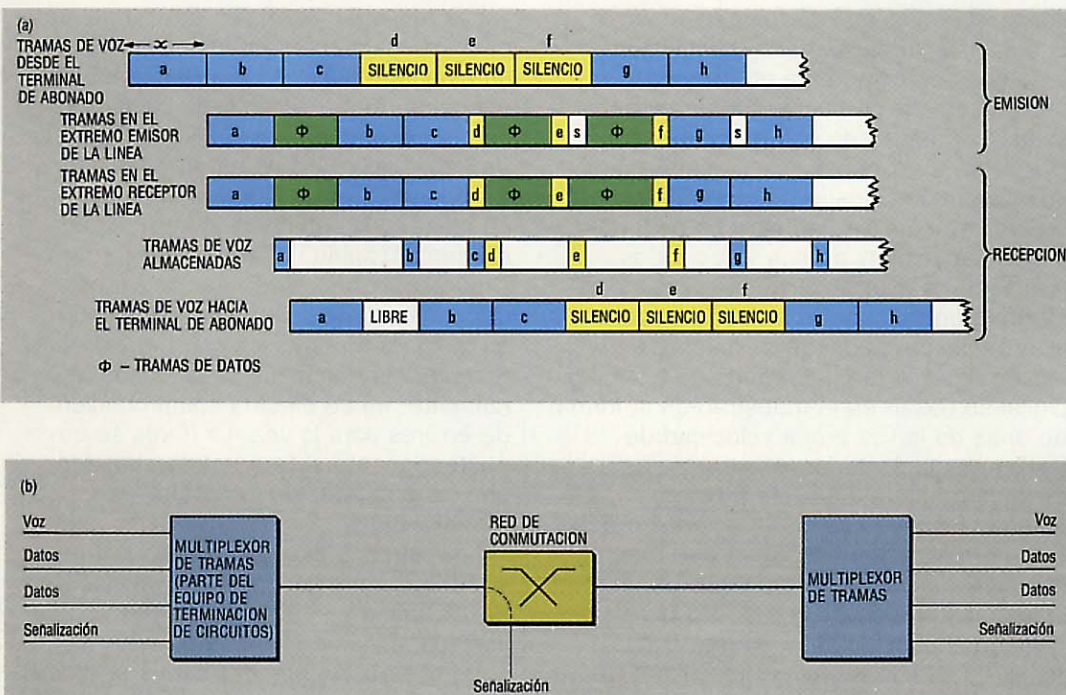 (a)
TRAMAS DE VOZ
DESDE EL
TERMINAL
DE ABONADO
x
d e f
a b c SILENCIO SILENCIO SILENCIO g h
EMISION
TRAMAS EN EL
EXTREMO EMISOR
DE LA LINEA
a Φ b c d Φ e s Φ f g s h
TRAMAS EN EL
EXTREMO RECEPTOR
DE LA LINEA
a Φ b c d Φ e Φ f g h
RECEPCION
TRAMAS DE VOZ
ALMACENADAS
a b c d e f g h
TRAMAS DE VOZ HACIA
EL TERMINAL DE ABONADO
d e f
a LIBRE b c SILENCIO SILENCIO SILENCIO g h
Φ – TRAMAS DE DATOS
(b)
Voz
Datos
Datos
Señalización
MULTIPLEXOR
DE TRAMAS
(PARTE DEL
EQUIPO DE
TERMINACION
DE CIRCUITOS)
RED DE
CONMUTACION
Señalización
MULTIPLEXOR
DE TRAMAS
Voz
Datos
Datos
Señalización